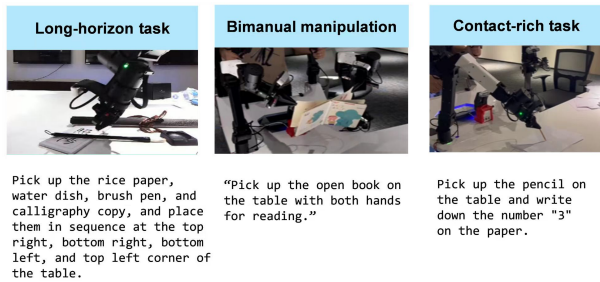 Long-horizon task
Bimanual manipulation
Contact-rich task
Pick up the rice paper,
water dish, brush pen, and
calligraphy copy, and place
them in sequence at the top
right, bottom right, bottom
left, and top left corner of
the table.
“Pick up the open book on
the table with both hands
for reading.”
Pick up the pencil on
the table and write
down the number "3"
on the paper.